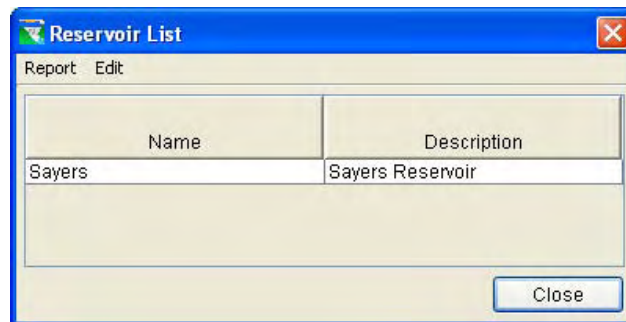 Reservoir List
Report Edit
Name Description
Sayers Sayers Reservoir
Close